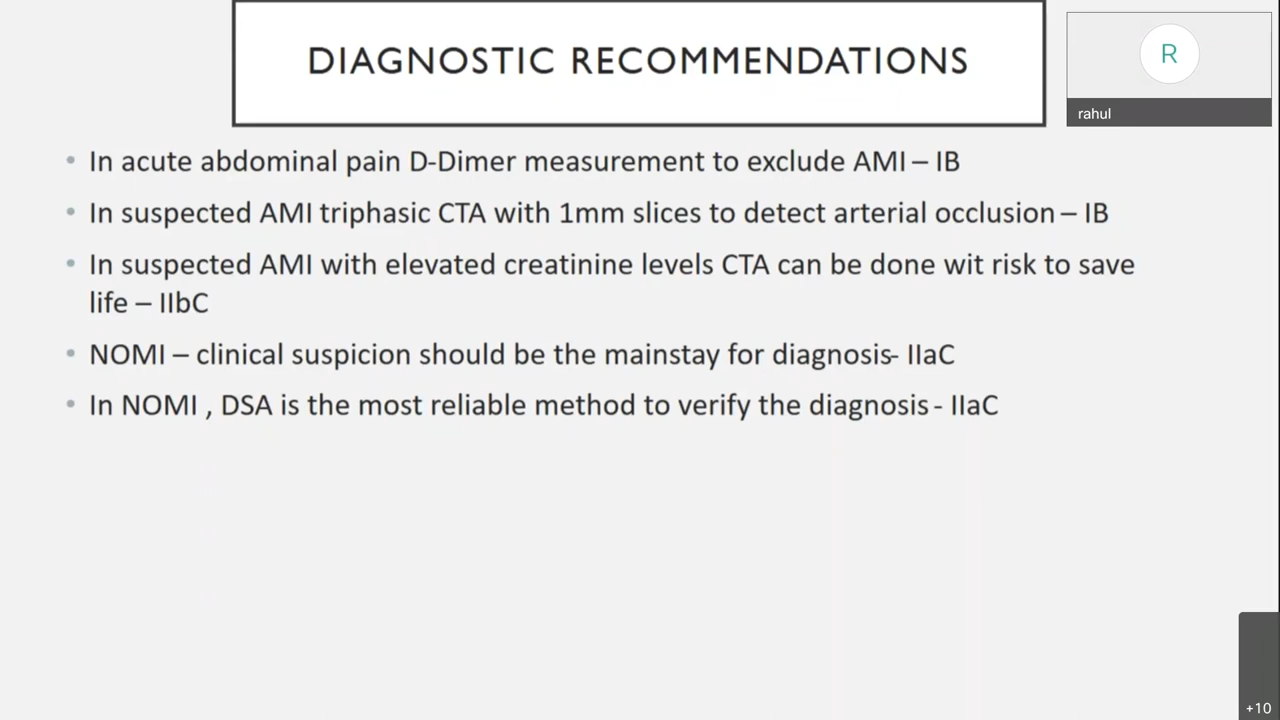 DIAGNOSTIC RECOMMENDATIONS
R
rahul
• In acute abdominal pain D-Dimer measurement to exclude AMI – IB
• In suspected AMI triphasic CTA with 1mm slices to detect arterial occlusion – IB
• In suspected AMI with elevated creatinine levels CTA can be done wit risk to save
life – IIbC
• NOMI – clinical suspicion should be the mainstay for diagnosis- IIaC
• In NOMI , DSA is the most reliable method to verify the diagnosis - IIaC
+10